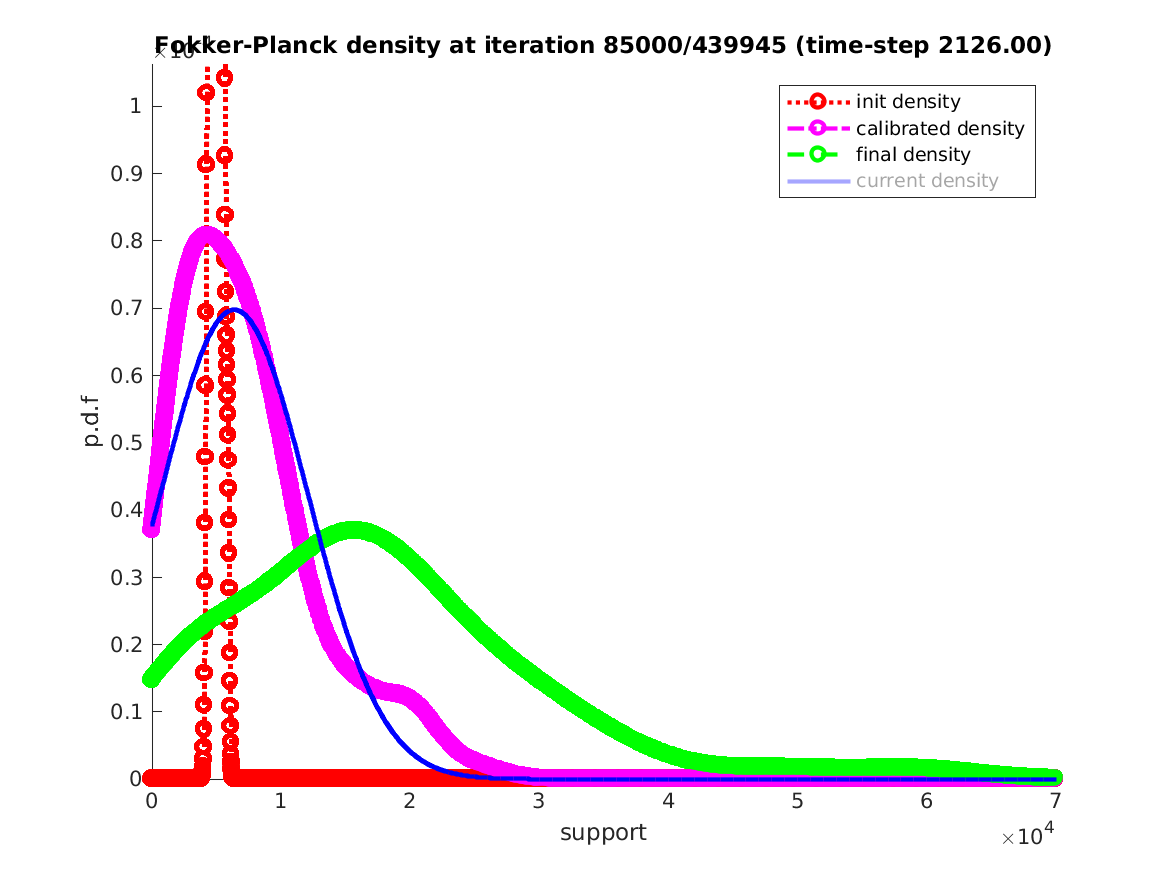 Fokker-Planck density at iteration 85000/439945 (time-step 2126.00)
×10
init density
calibrated density
final density
current density
1
0.9
0.8
0.7
0.6
0.5
0.4
0.3
0.2
0.1
0
p.d.f
0 1 2 3 4 5 6 7
support
×10⁴